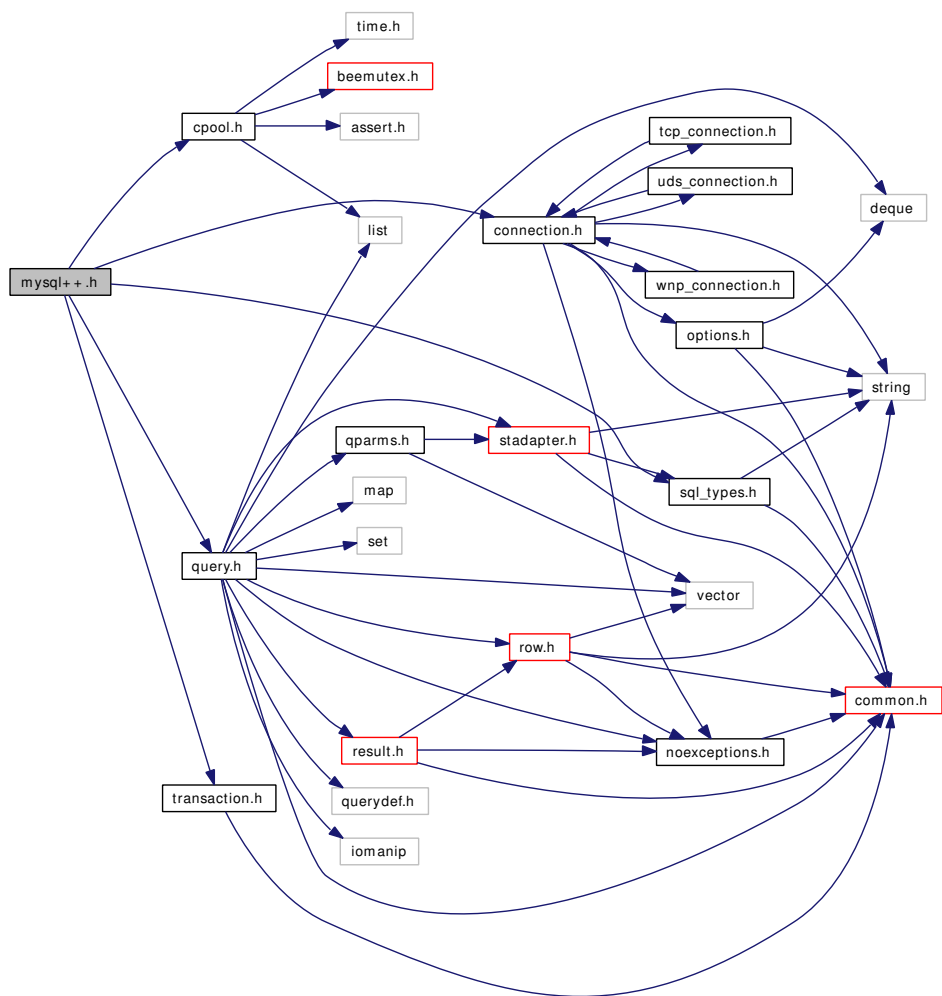 time.h
beemutex.h
cpool.h
assert.h
tcp_connection.h
uds_connection.h
deque
list
connection.h
mysql++.h
wnp_connection.h
options.h
string
qparms.h
stadapter.h
map
sql_types.h
set
query.h
vector
row.h
common.h
result.h
noexceptions.h
transaction.h
querydef.h
iomanip